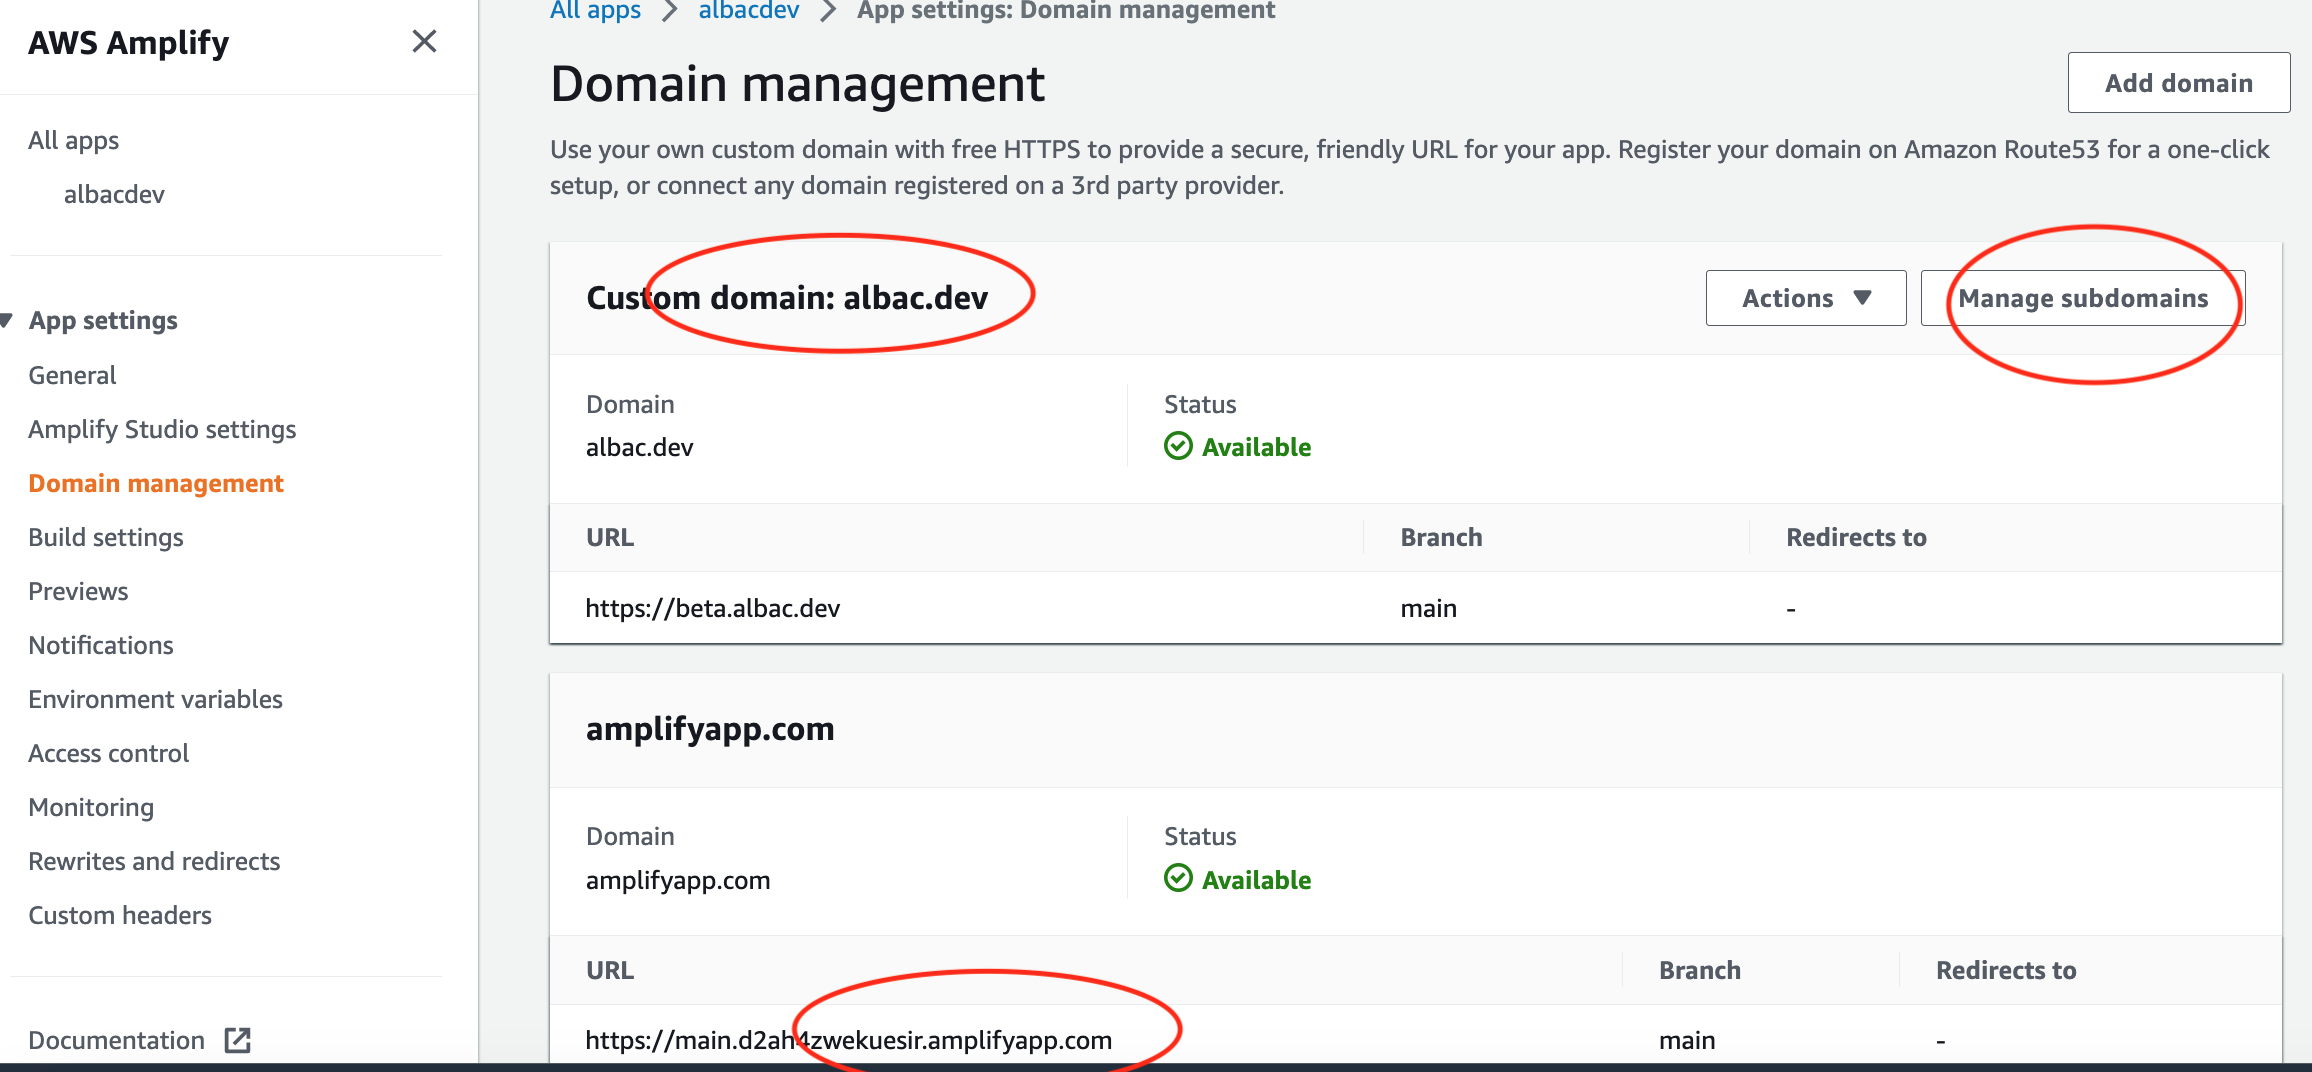 AWS Amplify
All apps
albacdev
App settings
General
Amplify Studio settings
Domain management
Build settings
Previews
Notifications
Environment variables
Access control
Monitoring
Rewrites and redirects
Custom headers
Documentation
All apps > albacdev > App settings: Domain management
Domain management
Add domain
Use your own custom domain with free HTTPS to provide a secure, friendly URL for your app. Register your domain on Amazon Route53 for a one-click
setup, or connect any domain registered on a 3rd party provider.
Custom domain: albac.dev
Actions
Manage subdomains
Domain
albac.dev
Status
Available
URL Branch Redirects to
https://beta.albac.dev main -
amplifyapp.com
Domain
amplifyapp.com
Status
Available
URL Branch Redirects to
https://main.d2ah4zwekuesir.amplifyapp.com main -